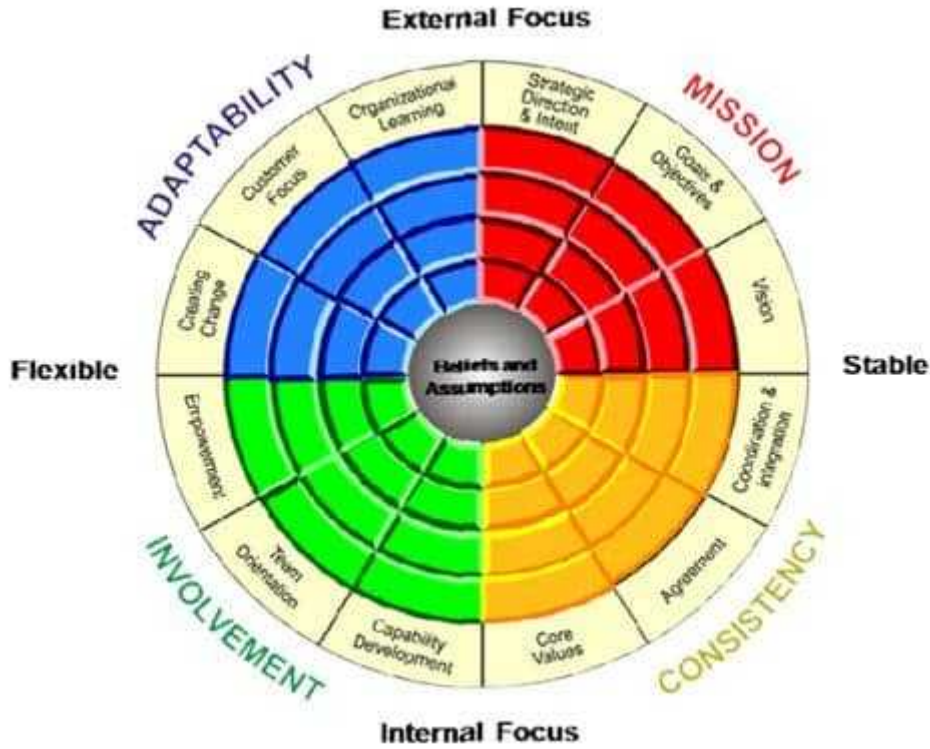 External Focus
ADAPTABILITY
MISSION
Organizational
Learning
Strategic
Direction
& Intent
Customer
Focus
Goals &
Objectives
Creating
Change
Vision
Flexible
Beliefs and
Assumptions
Stable
Empowerment
Coordination &
integration
Team
Orientation
Agreement
Capability
Development
Core
Values
INVOLVEMENT
CONSISTENCY
Internal Focus